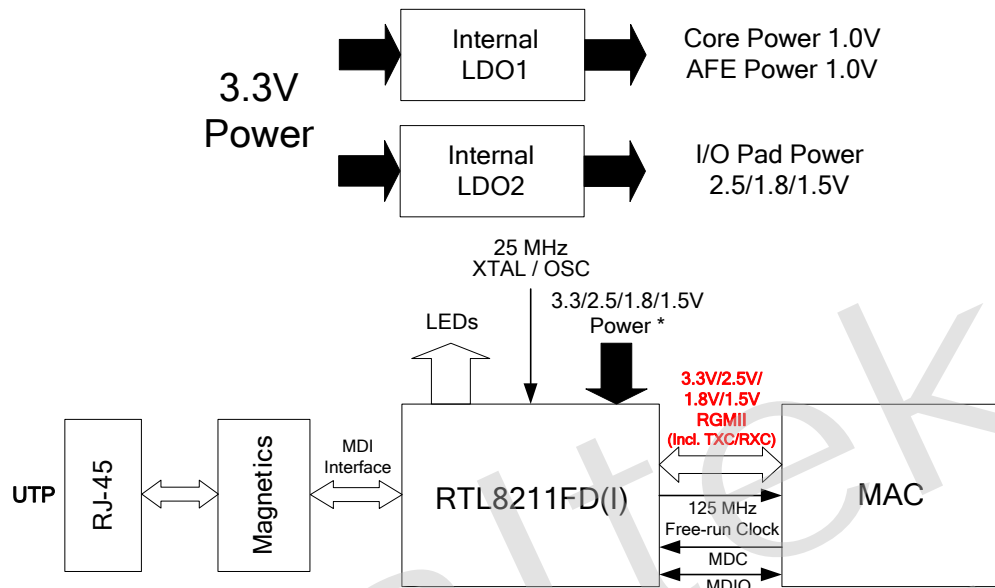 3.3V
Power
Internal
LDO1
Core Power 1.0V
AFE Power 1.0V
Internal
LDO2
I/O Pad Power
2.5/1.8/1.5V
25 MHz
XTAL / OSC
3.3/2.5/1.8/1.5V
Power *
LEDs
3.3V/2.5V/
1.8V/1.5V
RGMII
(Incl. TXC/RXC)
UTP
RJ-45
Magnetics
MDI
Interface
RTL8211FD(I)
125 MHz
Free-run Clock
MDC
MDIO
MAC